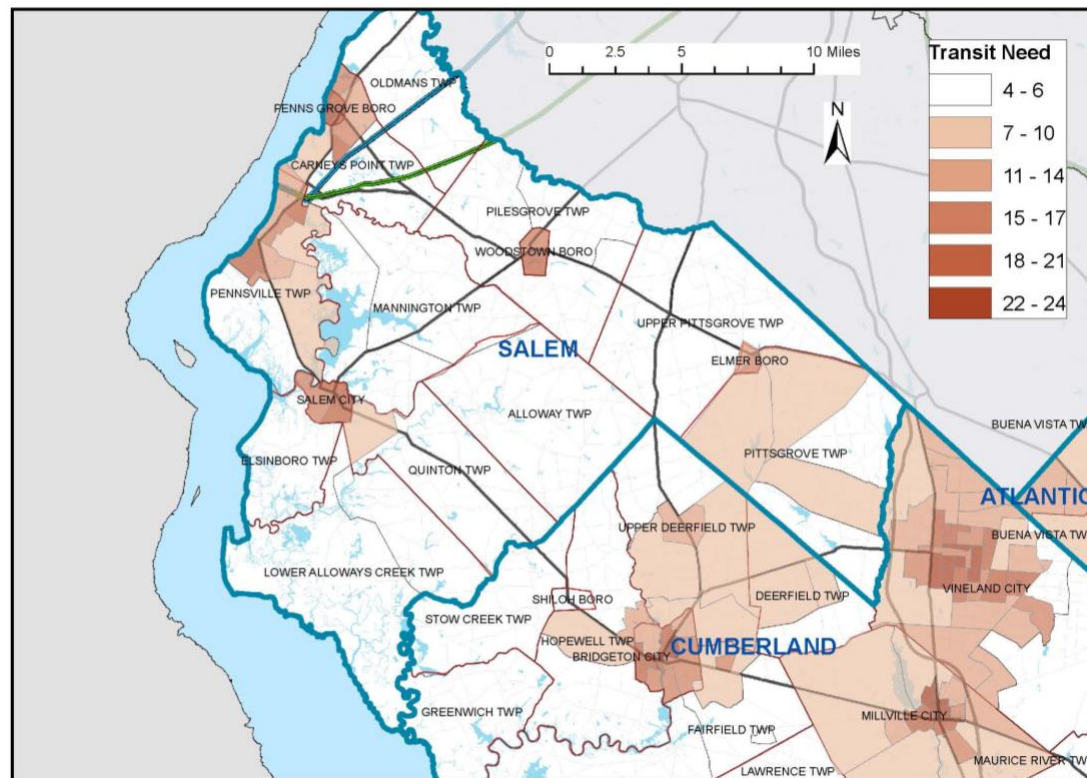 0 2.5 5 10 Miles
N
Transit Need
4 - 6
7 - 10
11 - 14
15 - 17
18 - 21
22 - 24
OLDMANS TWP
PENNS GROVE BORO
CARNEYS POINT TWP
PILESGROVE TWP
WOODSTOWN BORO
PENNSVILLE TWP
MANNINGTON TWP
UPPER PITTSGROVE TWP
SALEM
ELMER BORO
SALEM CITY
ALLOWAY TWP
BUENA VISTA TW
ELSINBORO TWP
QUINTON TWP
PITTSGROVE TWP
ATLANTIC
UPPER DEERFIELD TWP
BUENA VISTA TW
LOWER ALLOWAYS CREEK TWP
VINELAND CITY
SHILOH BORO
DEERFIELD TWP
STOW CREEK TWP
HOPEWELL TWP
CUMBERLAND
BRIDGETON CITY
GREENWICH TWP
MILLVILLE CITY
FAIRFIELD TWP
MAURICE RIVER TW
LAWRENCE TWP